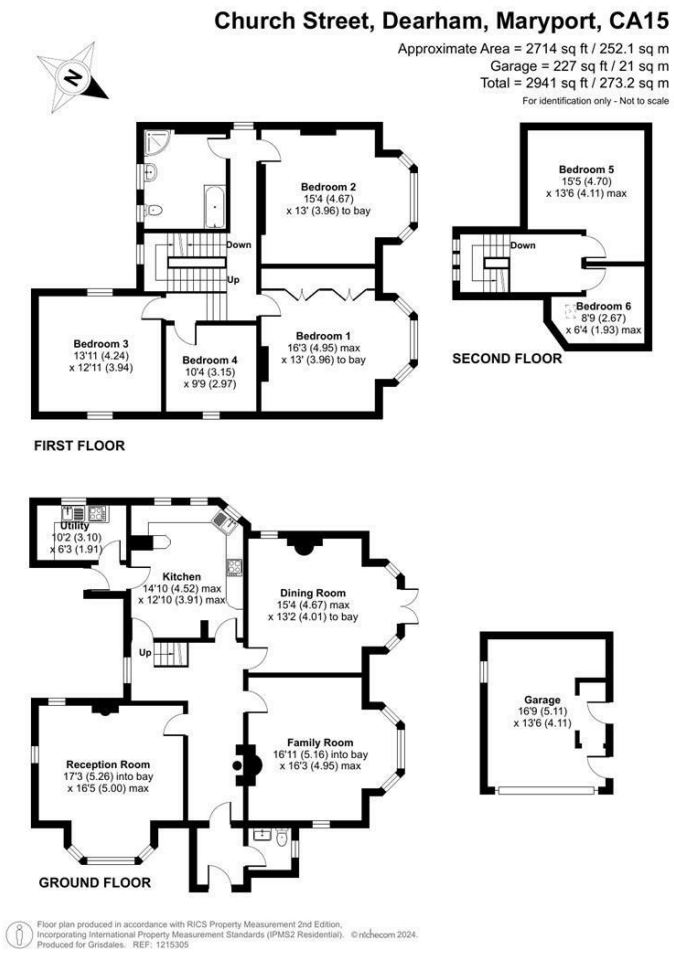 Church Street, Dearham, Maryport, CA15
Approximate Area = 2714 sq ft / 252.1 sq m
Garage = 227 sq ft / 21 sq m
Total = 2941 sq ft / 273.2 sq m
For identification only - Not to scale
N
Bedroom 2
15'4 (4.67)
x 13' (3.96) to bay
Down
Up
Bedroom 3
13'11 (4.24)
x 12'11 (3.94)
Bedroom 4
10'4 (3.15)
x 9'9 (2.97)
Bedroom 1
16'3 (4.95) max
x 13' (3.96) to bay
FIRST FLOOR
Bedroom 5
15'5 (4.70)
x 13'6 (4.11) max
Down
Bedroom 6
8'9 (2.67)
x 6'4 (1.93) max
SECOND FLOOR
Utility
10'2 (3.10)
x 6'3 (1.91)
Kitchen
14'10 (4.52) max
x 12'10 (3.91) max
Dining Room
15'4 (4.67) max
x 13'2 (4.01) to bay
Up
Reception Room
17'3 (5.26) into bay
x 16'5 (5.00) max
Family Room
16'11 (5.16) into bay
x 16'3 (4.95) max
Garage
16'9 (5.11)
x 13'6 (4.11)
GROUND FLOOR
Floor plan produced in accordance with RICS Property Measurement 2nd Edition,
Incorporating International Property Measurement Standards (IPMS2 Residential). © nichecom 2024.
Produced for Grisdales. REF: 1215305